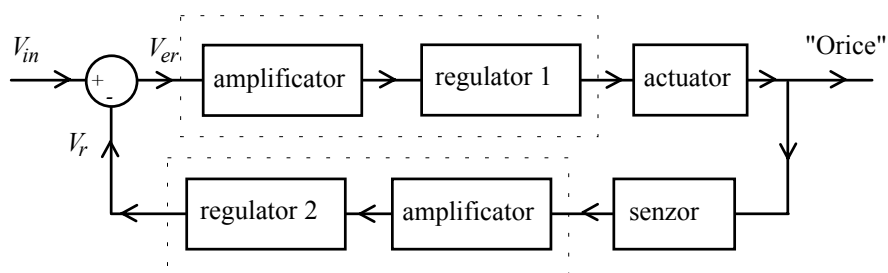 V_in
+
-
V_er
amplificator
regulator 1
actuator
"Orice"
V_r
regulator 2
amplificator
senzor